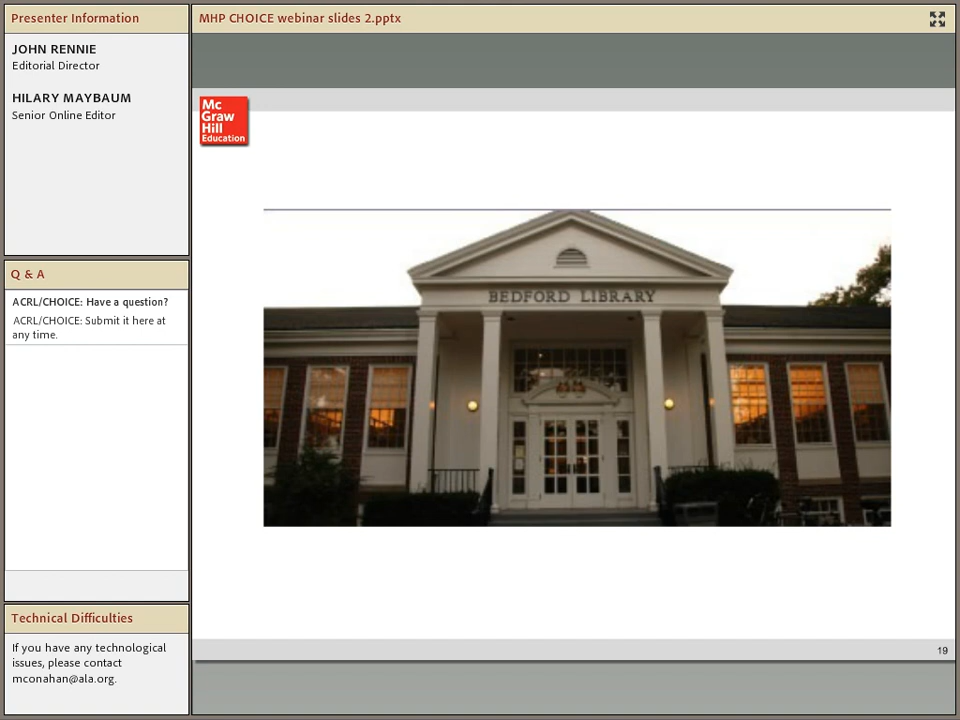 Presenter Information
JOHN RENNIE
Editorial Director
HILARY MAYBAUM
Senior Online Editor
Q & A
ACRL/CHOICE: Have a question?
ACRL/CHOICE: Submit it here at
any time.
Technical Difficulties
If you have any technological
issues, please contact
mconahan@ala.org.
MHP CHOICE webinar slides 2.pptx
Mc
Graw
Hill
Education
BEDFORD LIBRARY
19